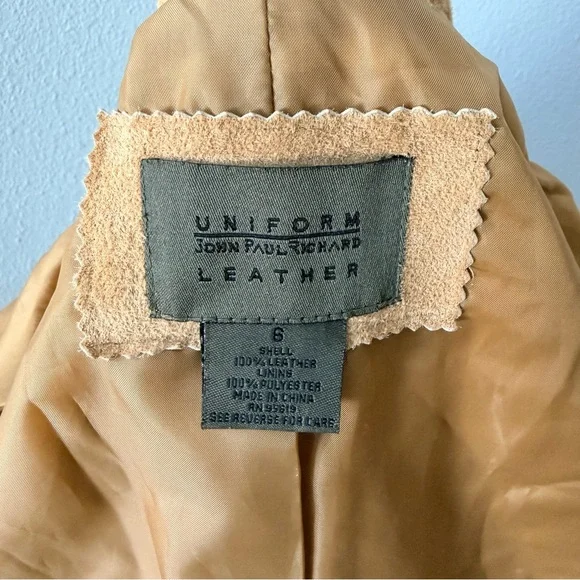 UNIFORM
JOHN PAUL RICHARD
LEATHER
6
SHELL
100% LEATHER
LINING
100% POLYESTER
MADE IN CHINA
RN 95619
SEE REVERSE FOR CARE